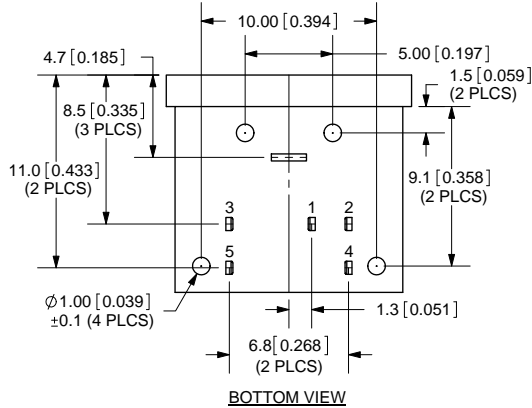 10.00 [0.394]
4.7 [0.185]
5.00 [0.197]
1.5 [0.059]
(2 PLCS)
8.5 [0.335]
(3 PLCS)
11.0 [0.433]
(2 PLCS)
9.1 [0.358]
(2 PLCS)
3 1 2
5 4
Ø1.00 [0.039]
±0.1 (4 PLCS)
1.3 [0.051]
6.8 [0.268]
(2 PLCS)
BOTTOM VIEW